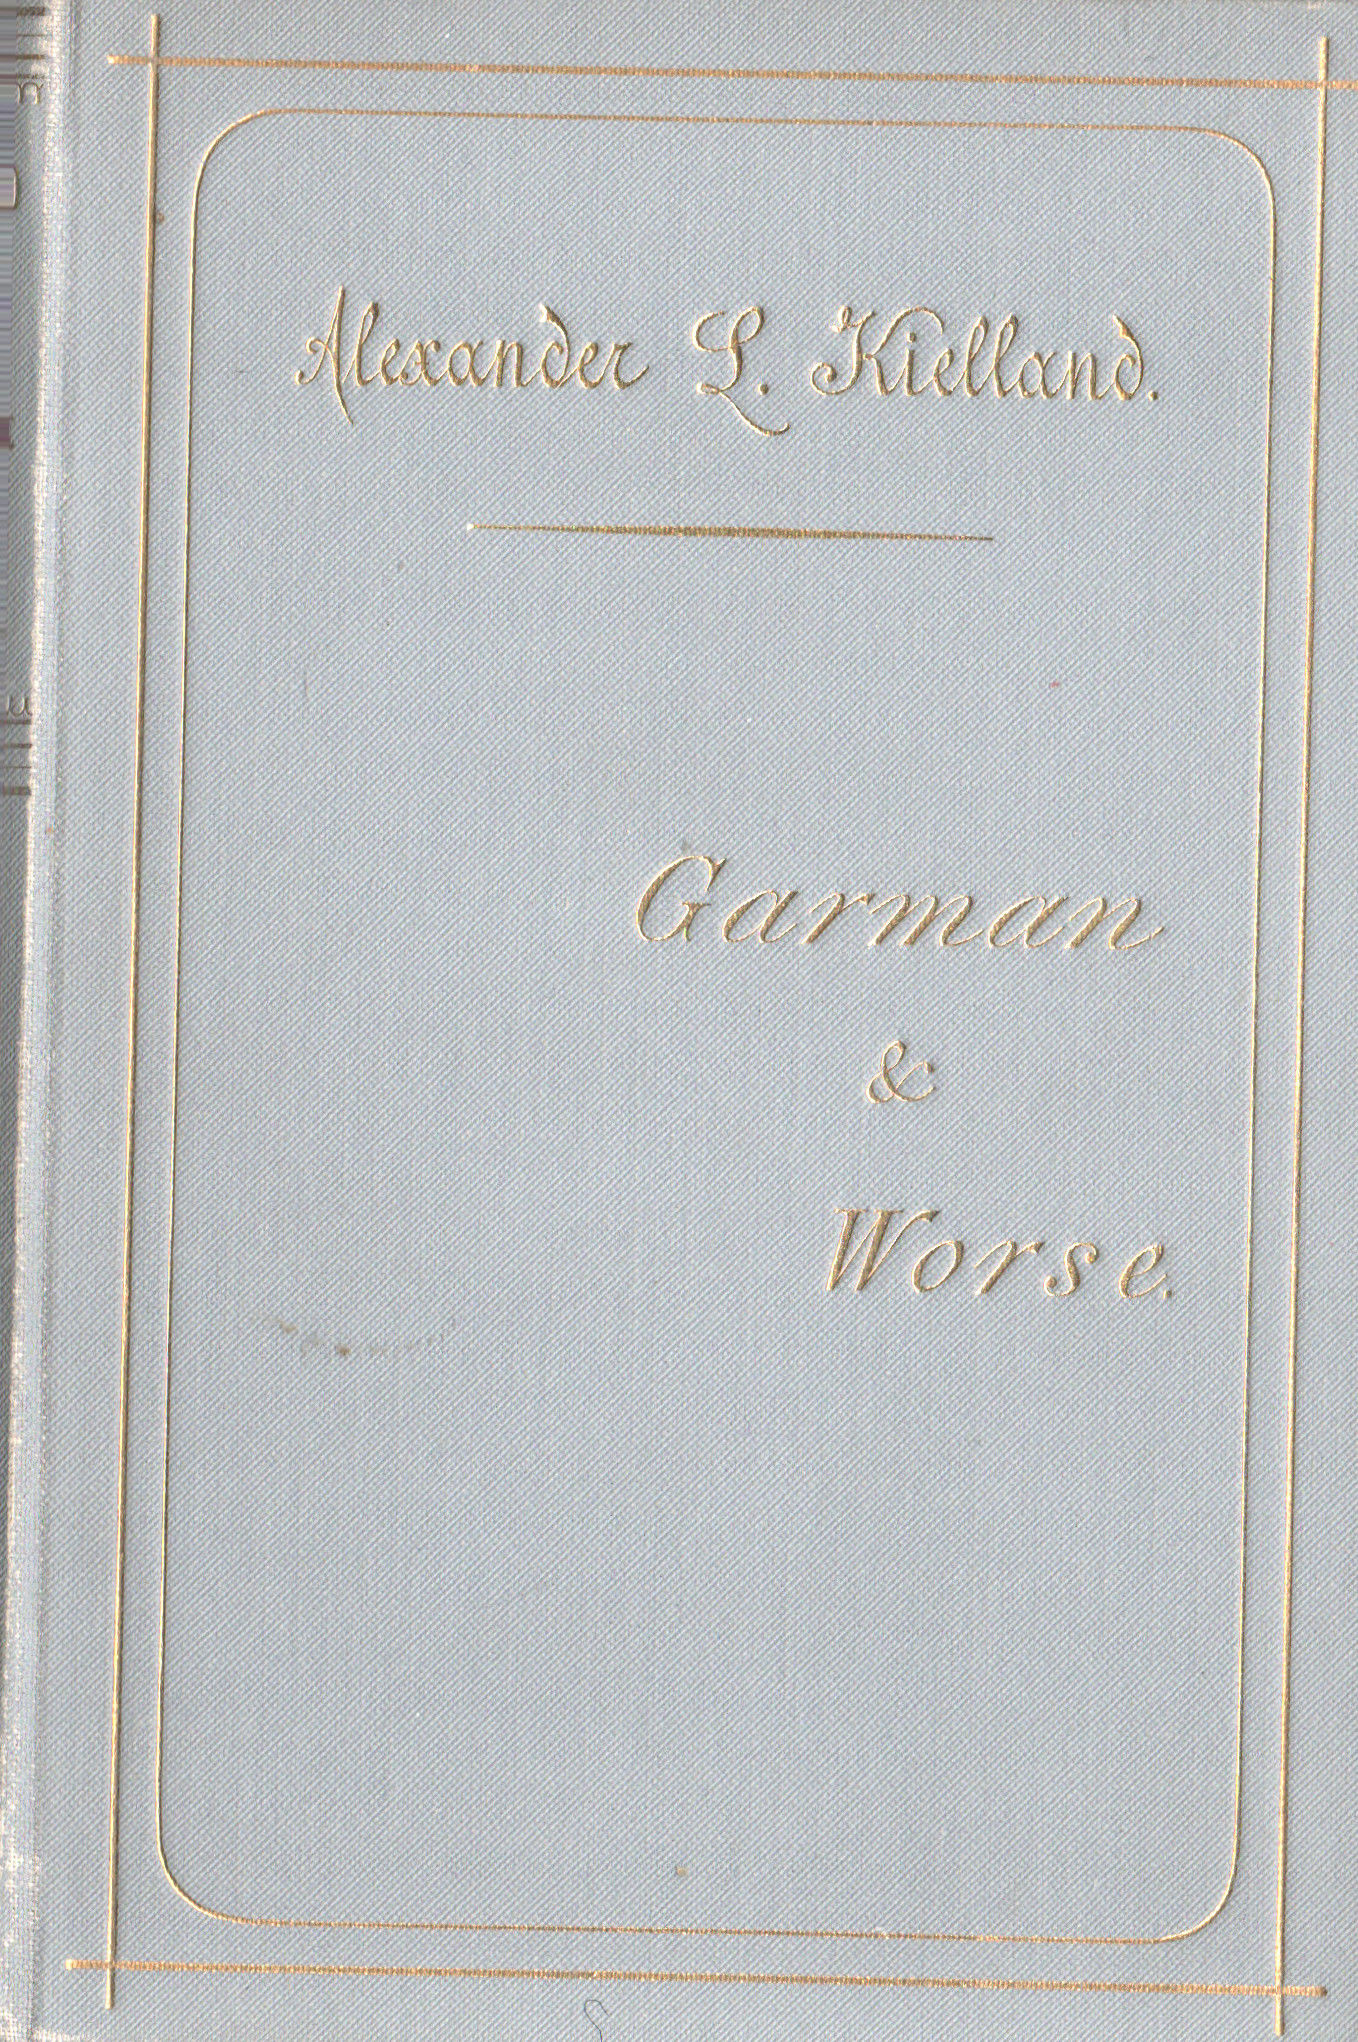 Alexander L. Kielland.
Garman
&
Worse.